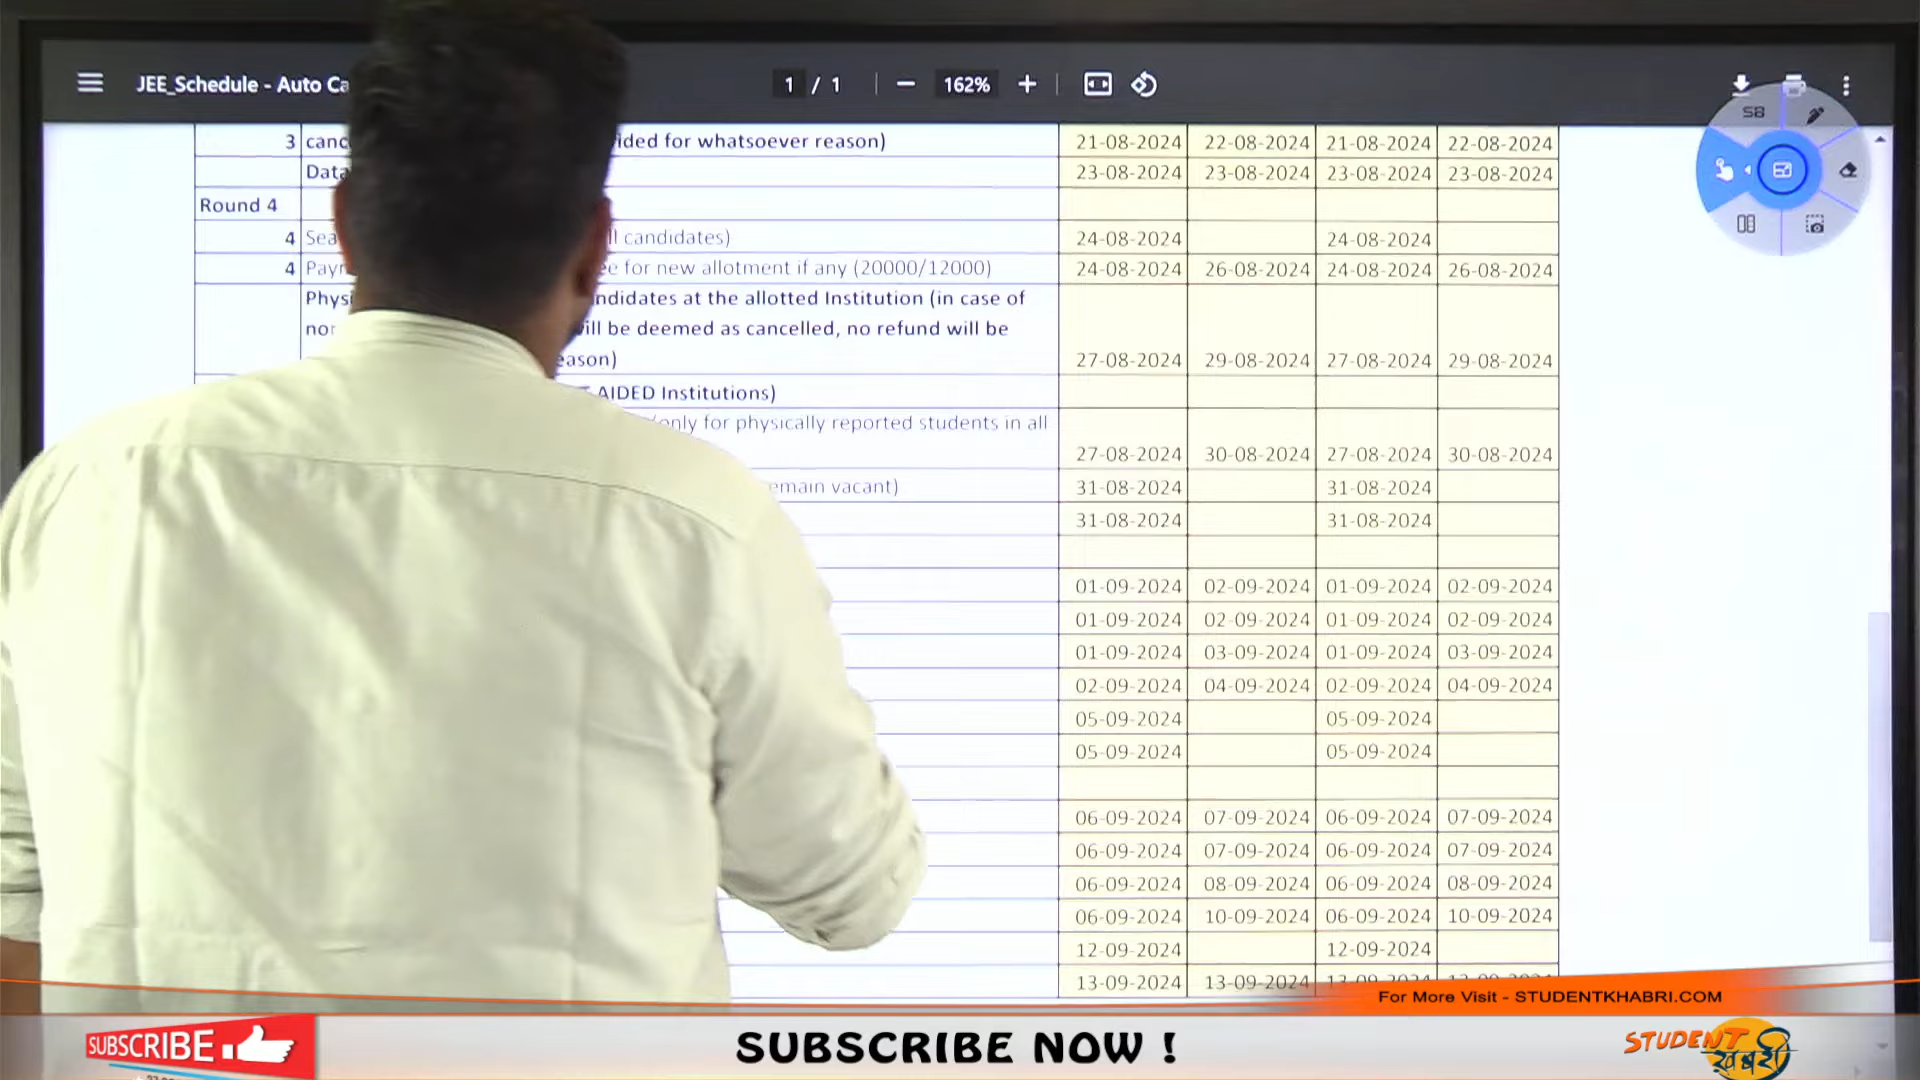 JEE_Schedule - Auto Ca
1 / 1
162%
S8
3 ided for whatsoever reason) 21-08-2024 22-08-2024 21-08-2024 22-08-2024
Data 23-08-2024 23-08-2024 23-08-2024 23-08-2024
Round 4
4 candidates) 24-08-2024 24-08-2024
4 for new allotment if any (20000/12000) 24-08-2024 26-08-2024 24-08-2024 26-08-2024
ndidates at the allotted Institution (in case of
will be deemed as cancelled, no refund will be
eason) 27-08-2024 29-08-2024 27-08-2024 29-08-2024
AIDED Institutions)
only for physically reported students in all
27-08-2024 30-08-2024 27-08-2024 30-08-2024
emain vacant) 31-08-2024 31-08-2024
31-08-2024 31-08-2024
01-09-2024 02-09-2024 01-09-2024 02-09-2024
01-09-2024 02-09-2024 01-09-2024 02-09-2024
01-09-2024 03-09-2024 01-09-2024 03-09-2024
02-09-2024 04-09-2024 02-09-2024 04-09-2024
05-09-2024 05-09-2024
05-09-2024 05-09-2024
06-09-2024 07-09-2024 06-09-2024 07-09-2024
06-09-2024 07-09-2024 06-09-2024 07-09-2024
06-09-2024 08-09-2024 06-09-2024 08-09-2024
06-09-2024 10-09-2024 06-09-2024 10-09-2024
12-09-2024 12-09-2024
13-09-2024 13-09-2024
For More Visit - STUDENTKHABRI.COM
SUBSCRIBE
SUBSCRIBE NOW !
STUDENT
खबरी